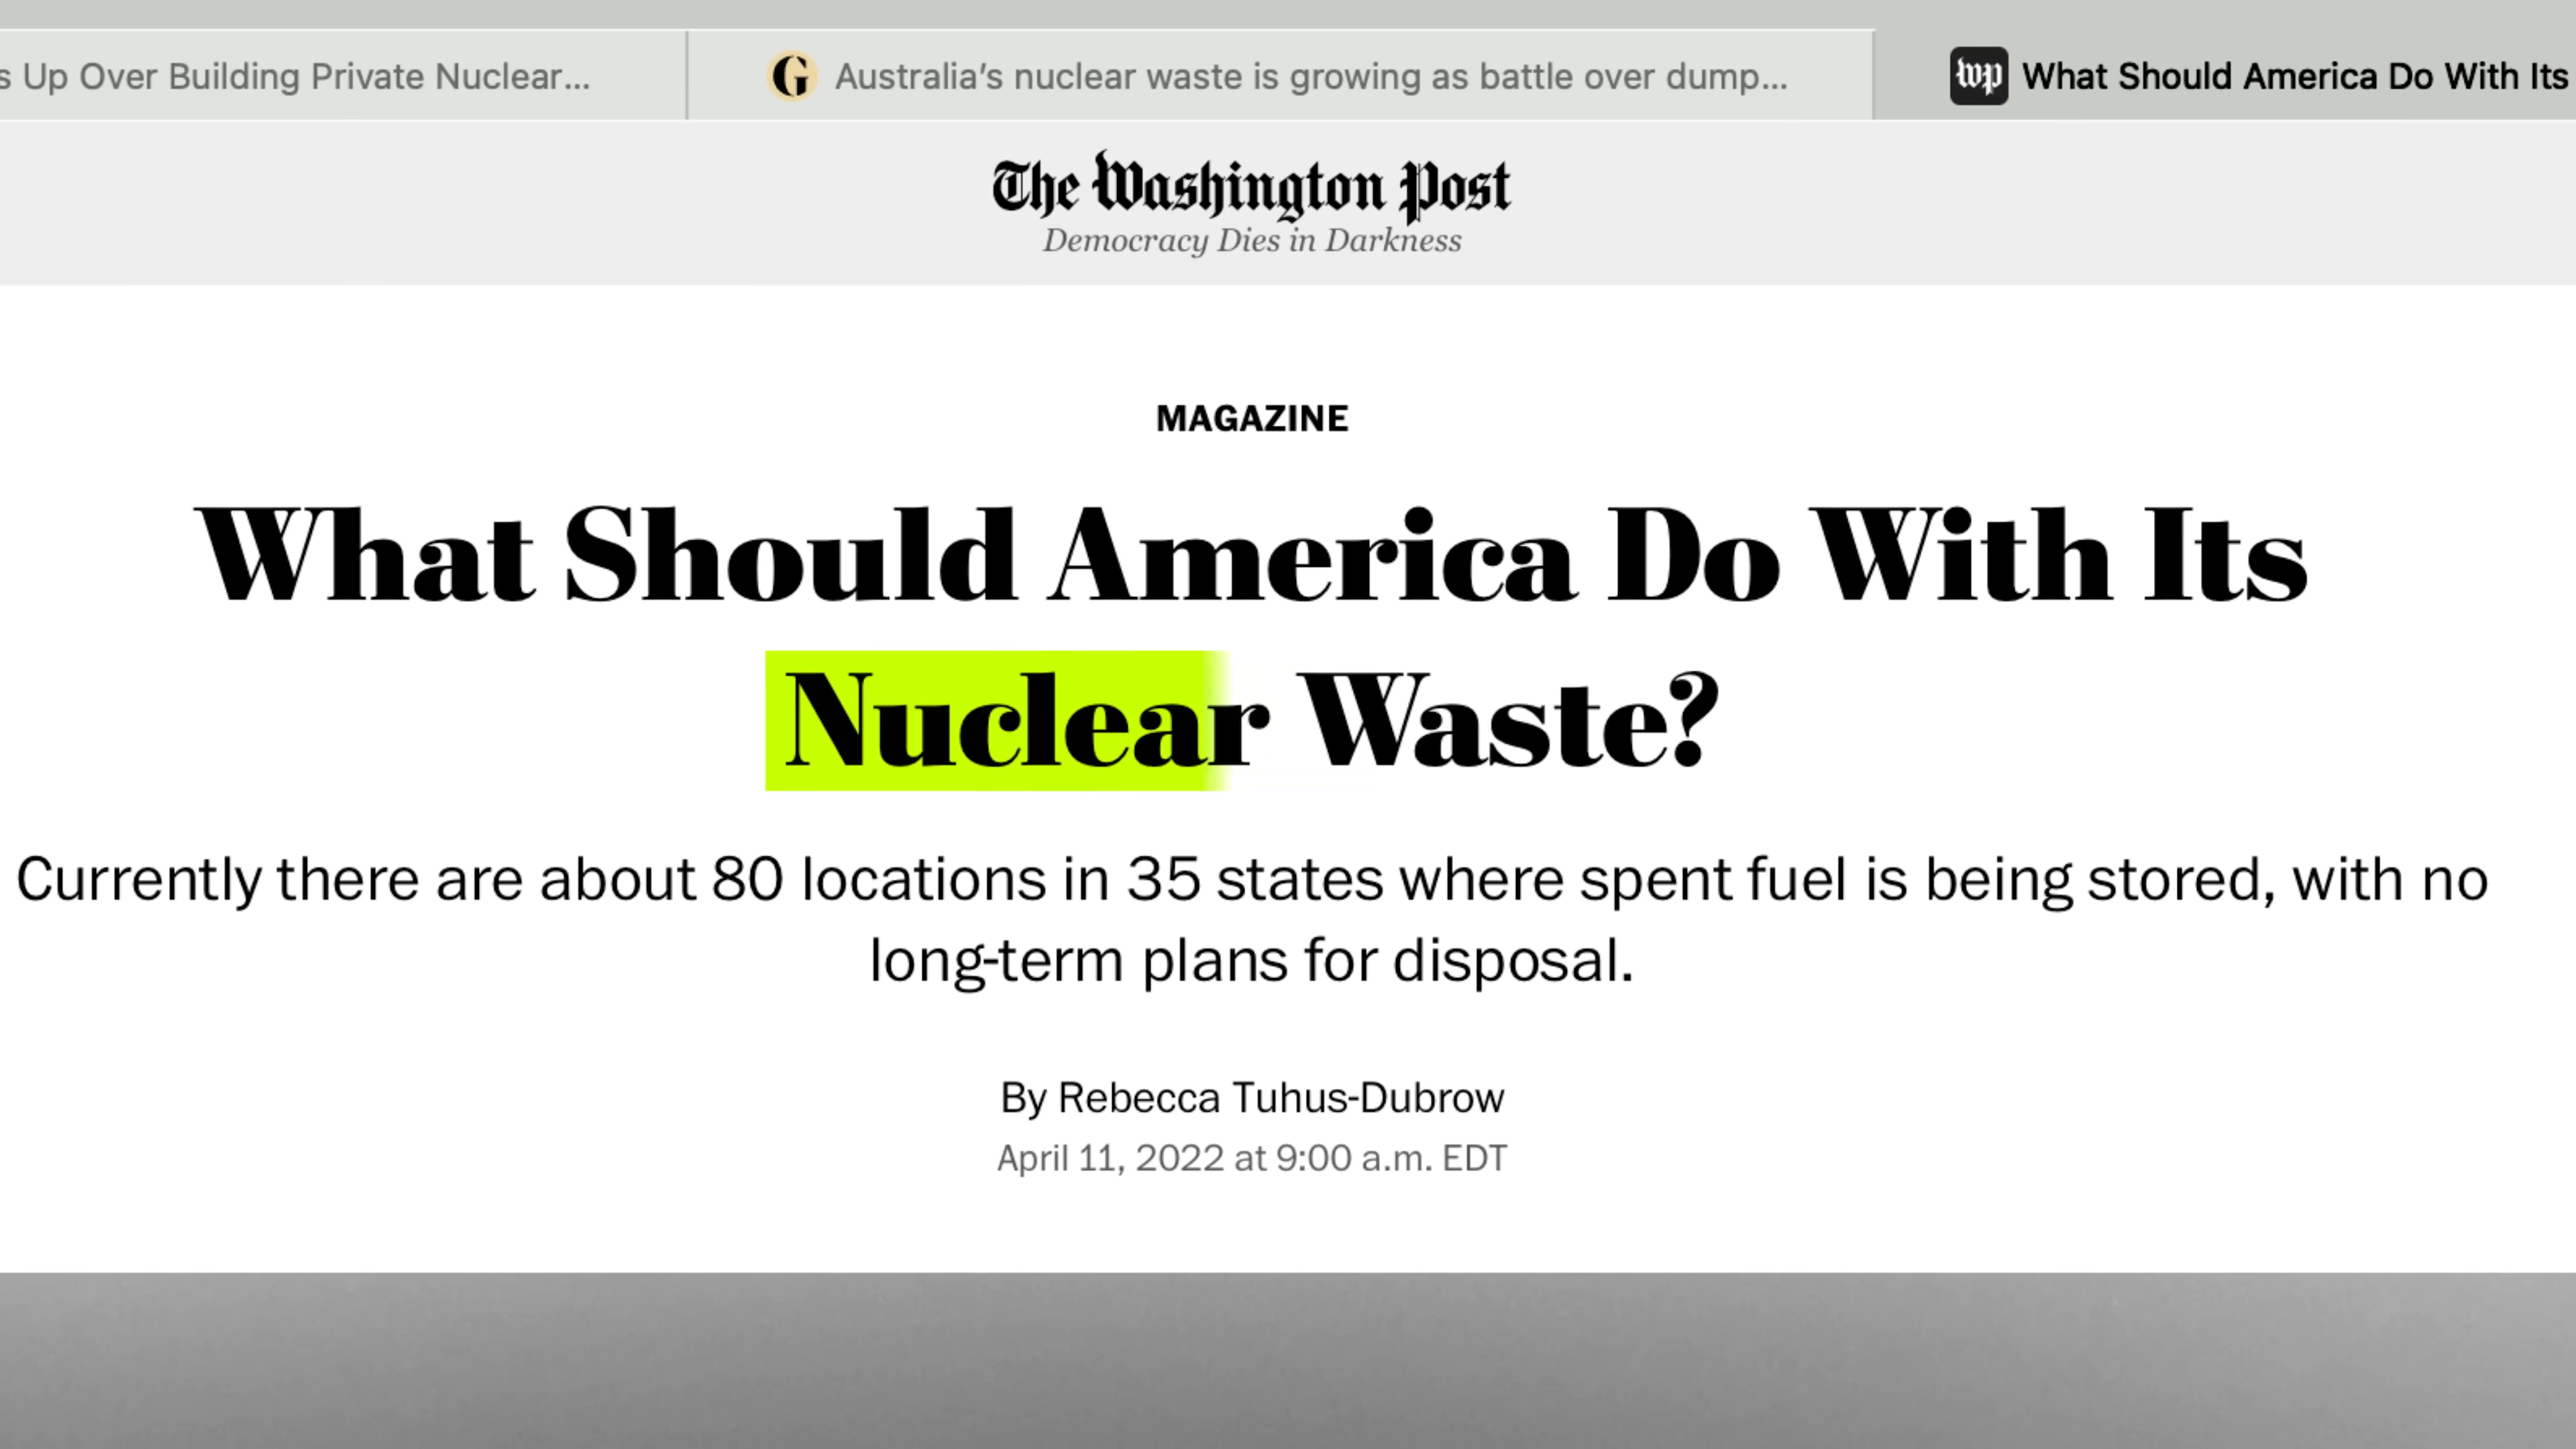 s Up Over Building Private Nuclear...
G Australia's nuclear waste is growing as battle over dump...
wp What Should America Do With Its
The Washington Post
Democracy Dies in Darkness
MAGAZINE
What Should America Do With Its
Nuclear Waste?
Currently there are about 80 locations in 35 states where spent fuel is being stored, with no
long-term plans for disposal.
By Rebecca Tuhus-Dubrow
April 11, 2022 at 9:00 a.m. EDT